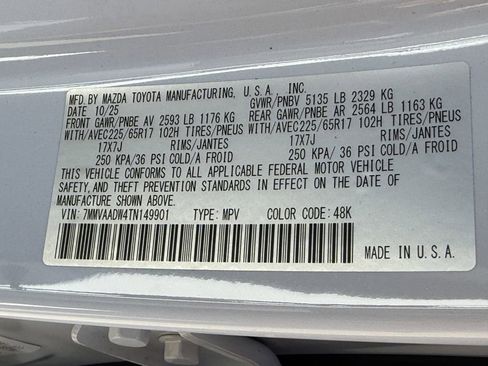 MFD. BY MAZDA TOYOTA MANUFACTURING, U.S.A., INC.
DATE 10/25 GVWR/PNBV 5135 LB 2329 KG
FRONT GAWR/PNBE AV 2593 LB 1176 KG REAR GAWR/PNBE AR 2564 LB 1163 KG
WITH/AVEC225/65R17 102H TIRES/PNEUS WITH/AVEC225/65R17 102H TIRES/PNEUS
17X7J RIMS/JANTES 17X7J RIMS/JANTES
250 KPA/36 PSI COLD/A FROID 250 KPA/ 36 PSI COLD/A FROID
THIS VEHICLE CONFORMS TO ALL APPLICABLE FEDERAL MOTOR VEHICLE
SAFETY, AND THEFT PREVENTION STANDARDS IN EFFECT ON THE DATE OF
MANUFACTURE SHOWN ABOVE.
VIN: 7MMVAADW4TN149901 TYPE: MPV COLOR CODE: 48K
MADE IN U.S.A.